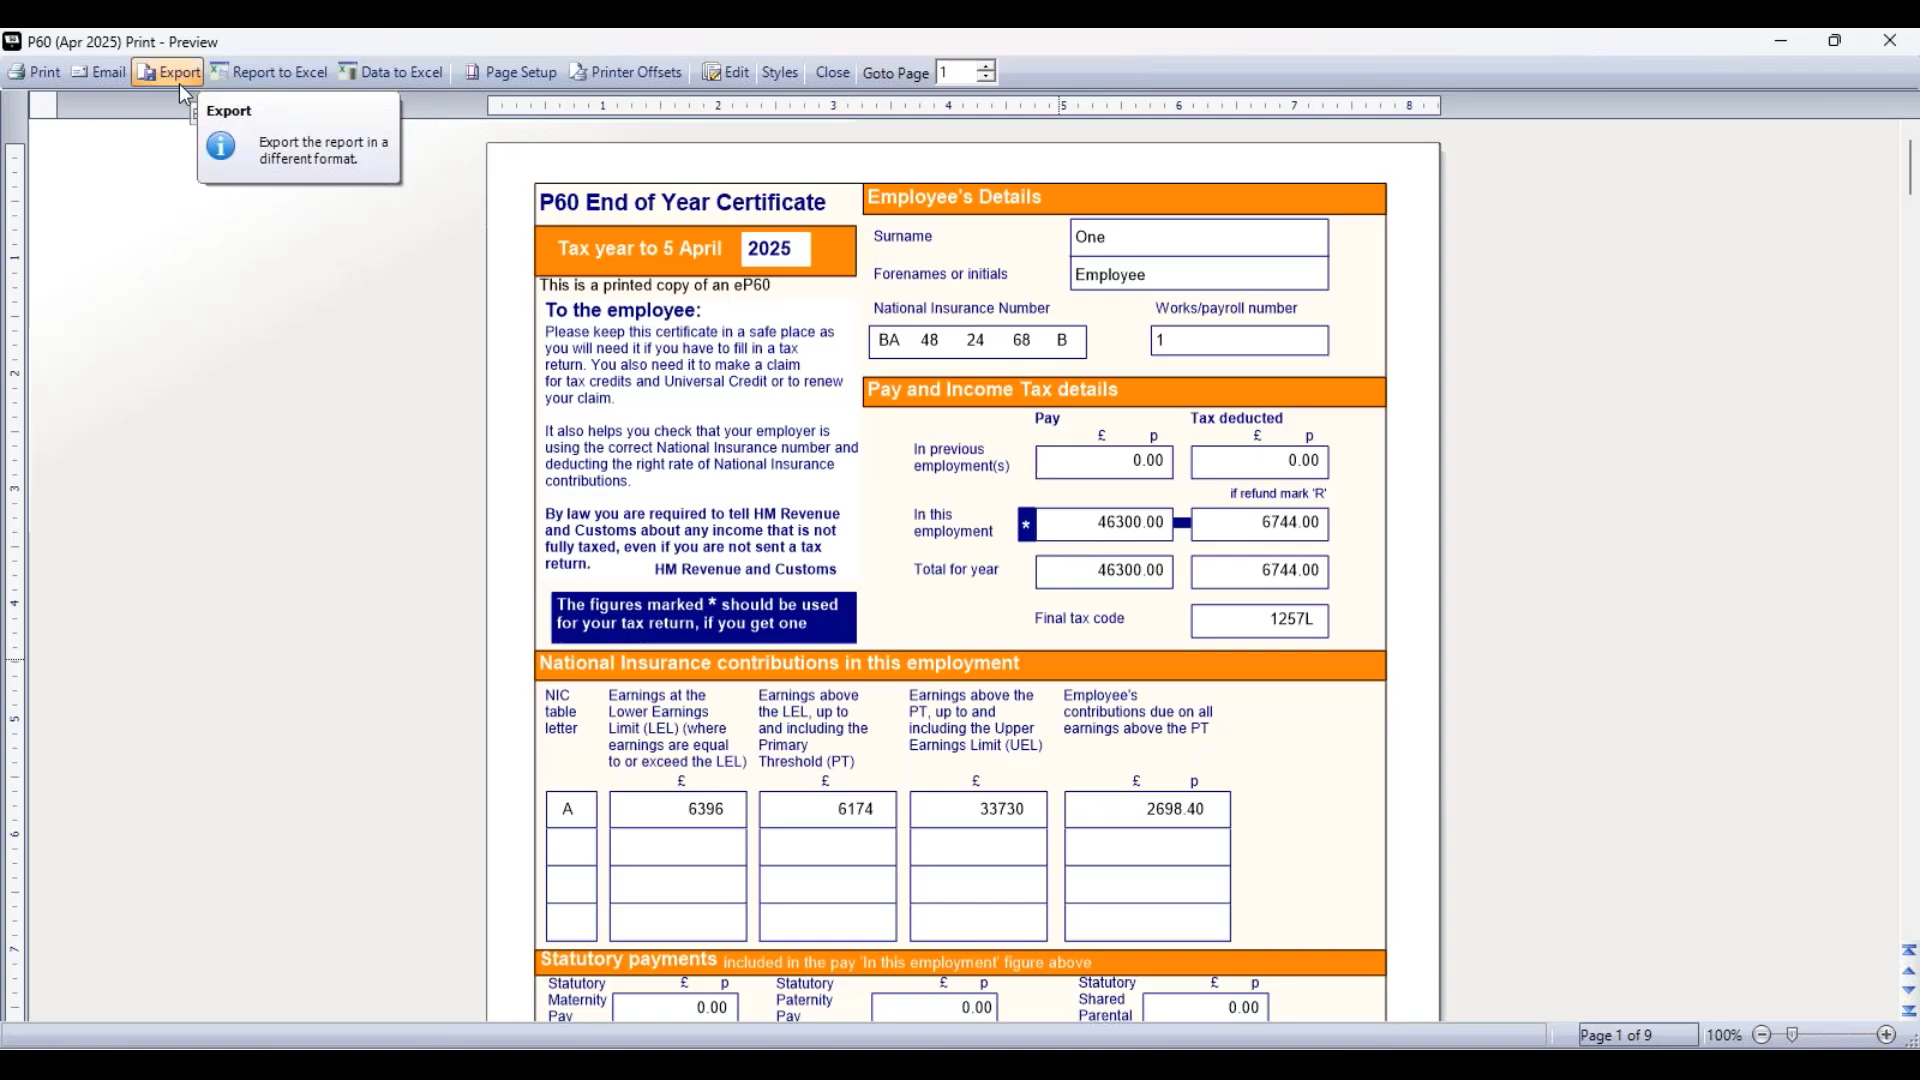 P60 (Apr 2025) Print - Preview
Print Email Export Report to Excel Data to Excel Page Setup Printer Offsets Edit Styles Close Goto Page 1
Export
Export the report in a
different format.
1 2 3 4 5 6 7 8
P60 End of Year Certificate
Tax year to 5 April 2025
This is a printed copy of an eP60
To the employee:
Please keep this certificate in a safe place as
you will need it if you have to fill in a tax
return. You also need it to make a claim
for tax credits and Universal Credit or to renew
your claim.
It also helps you check that your employer is
using the correct National Insurance number and
deducting the right rate of National Insurance
contributions.
By law you are required to tell HM Revenue
and Customs about any income that is not
fully taxed, even if you are not sent a tax
return.
HM Revenue and Customs
The figures marked * should be used
for your tax return, if you get one
Employee's Details
Surname One
Forenames or initials Employee
National Insurance Number Works/payroll number
BA 48 24 68 B 1
Pay and Income Tax details
Pay Tax deducted
£ p £ p
In previous
employment(s) 0.00 0.00
if refund mark 'R'
In this
employment * 46300.00 6744.00
Total for year 46300.00 6744.00
Final tax code 1257L
National Insurance contributions in this employment
NIC
table
letter
Earnings at the
Lower Earnings
Limit (LEL) (where
earnings are equal
to or exceed the LEL)
Earnings above
the LEL, up to
and including the
Primary
Threshold (PT)
Earnings above the
PT, up to and
including the Upper
Earnings Limit (UEL)
Employee's
contributions due on all
earnings above the PT
£ £ £ £ p
A 6396 6174 33730 2698.40
Statutory payments included in the pay 'In this employment' figure above
Statutory
Maternity
Pay
£ p
0.00
Statutory
Paternity
Pay
£ p
0.00
Statutory
Shared
Parental
£ p
0.00
1
2
3
4
5
6
7
Page 1 of 9 100%